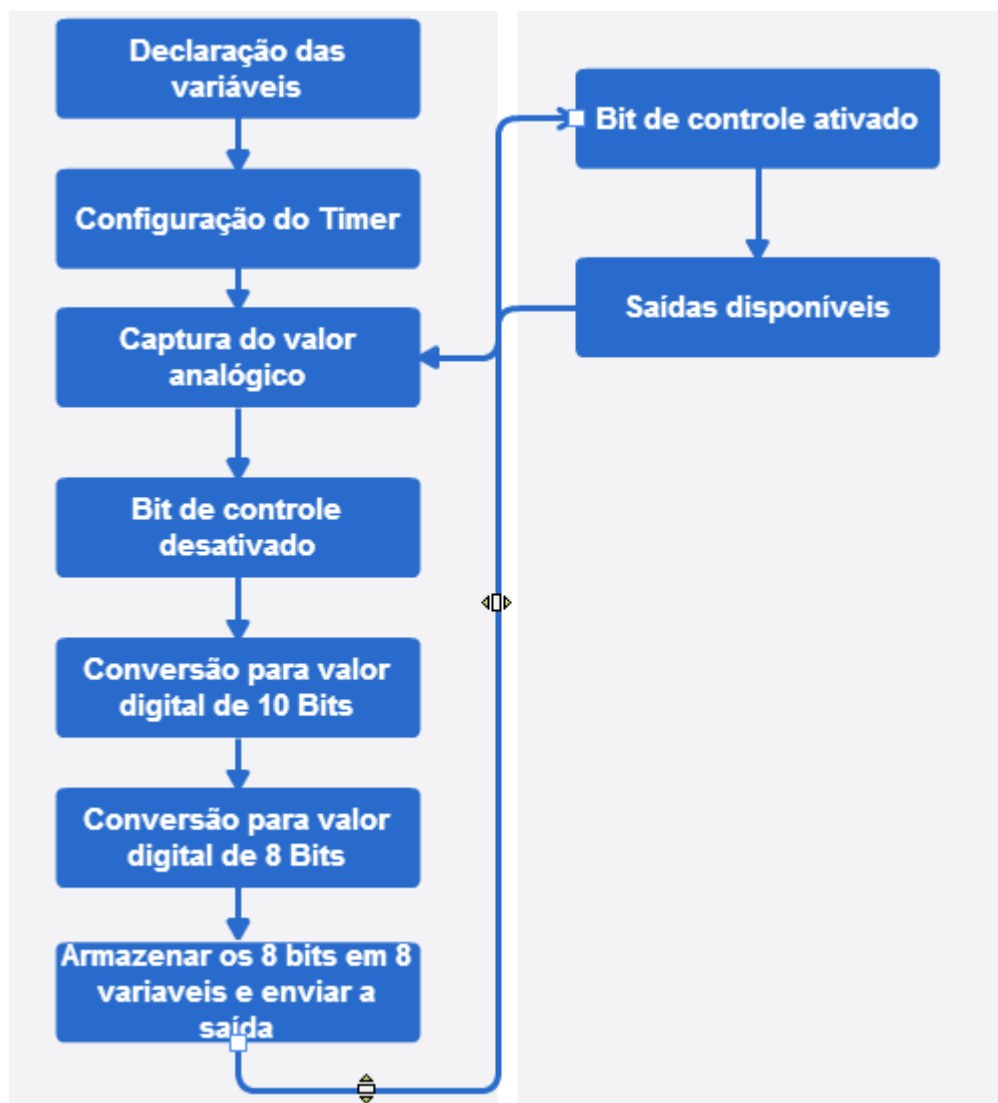 Declaração das
variáveis
Configuração do Timer
Captura do valor
analógico
Bit de controle
desativado
Conversão para valor
digital de 10 Bits
Conversão para valor
digital de 8 Bits
Armazenar os 8 bits em 8
variaveis e enviar a
saída
Bit de controle ativado
Saídas disponíveis